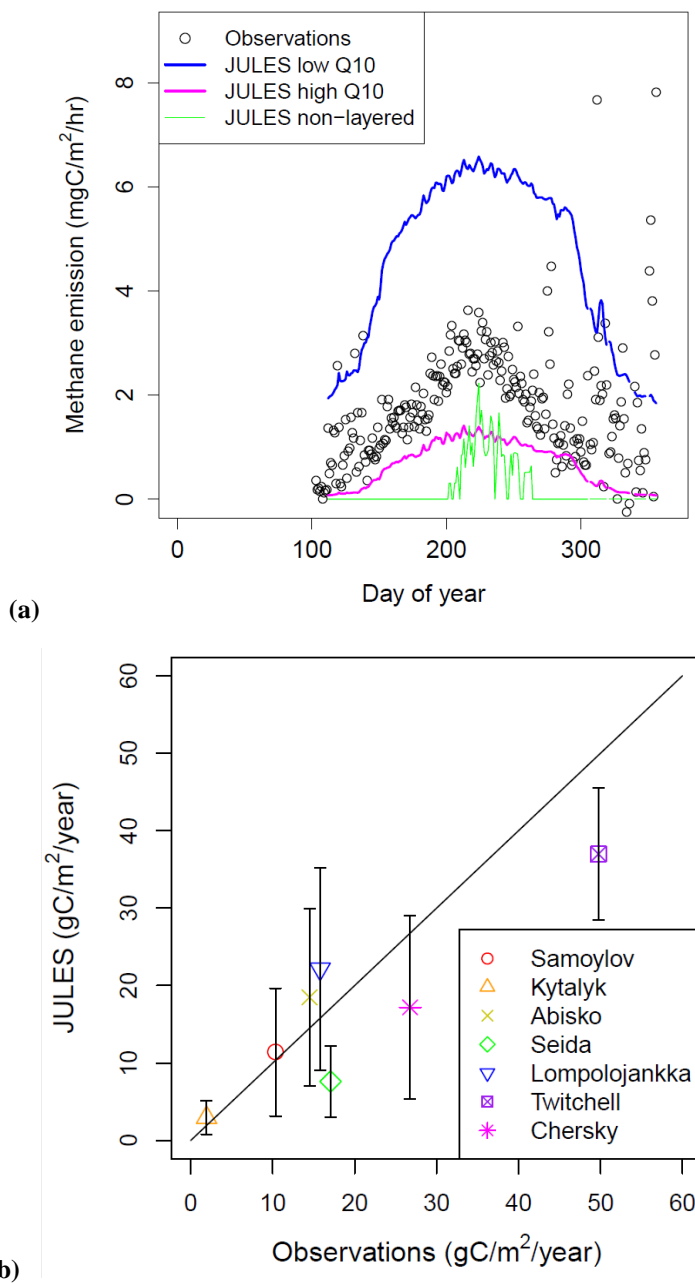 Observations
JULES low Q10
JULES high Q10
JULES non−layered
Methane emission (mgC/m²/hr)
8
6
4
2
0
0 100 200 300
Day of year
(a)
JULES (gC/m²/year)
60
50
40
30
20
10
0
Samoylov
Kytalyk
Abisko
Seida
Lompolojankka
Twitchell
Chersky
0 10 20 30 40 50 60
Observations (gC/m²/year)
b)